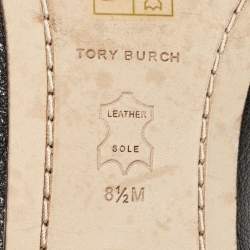 TORY BURCH
LEATHER
SOLE
8½M